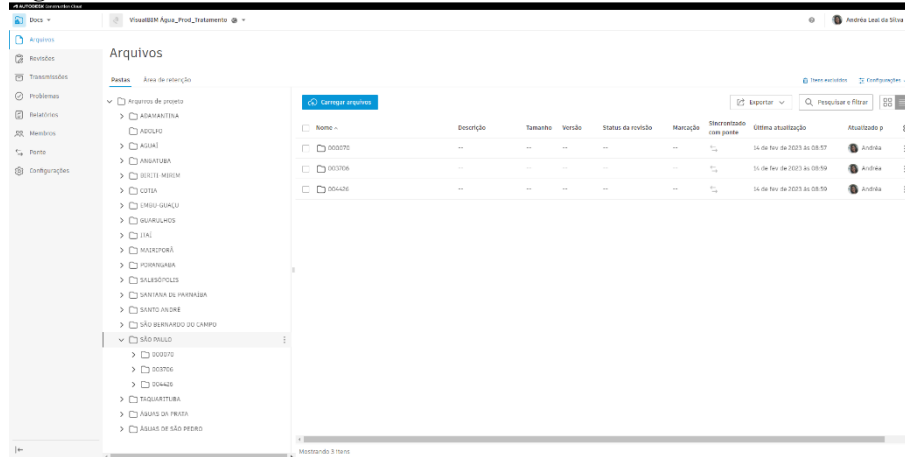 AUTODESK Construction Cloud
Docs
VisualBIM Água_Prod_Tratamento
Andréa Leal da Silva
Arquivos
Revisões
Transmissões
Problemas
Relatórios
Membros
Ponte
Configurações
Arquivos
Pastas Área de retenção
Itens excluídos Configurações
Arquivos de projeto
ADAMANTINA
ADOLFO
AGUAÍ
ANGATUBA
BIRITI-MIRIM
COTIA
EMBU-GUAÇU
GUARULHOS
ITAÍ
MAIRIPORÃ
PORANGABA
SALESÓPOLIS
SANTANA DE PARNAÍBA
SANTO ANDRÉ
SÃO BERNARDO DO CAMPO
SÃO PAULO
000070
003706
004426
TAQUARITUBA
ÁGUAS DA PRATA
ÁGUAS DE SÃO PEDRO
Carregar arquivos
Exportar Pesquisar e filtrar
Nome Descrição Tamanho Versão Status da revisão Marcação Sincronizado com ponte Última atualização Atualizado p
000070 -- -- -- -- -- 14 de fev de 2023 às 08:57 Andréa
003706 -- -- -- -- -- 14 de fev de 2023 às 08:59 Andréa
004426 -- -- -- -- -- 14 de fev de 2023 às 08:59 Andréa
Mostrando 3 itens